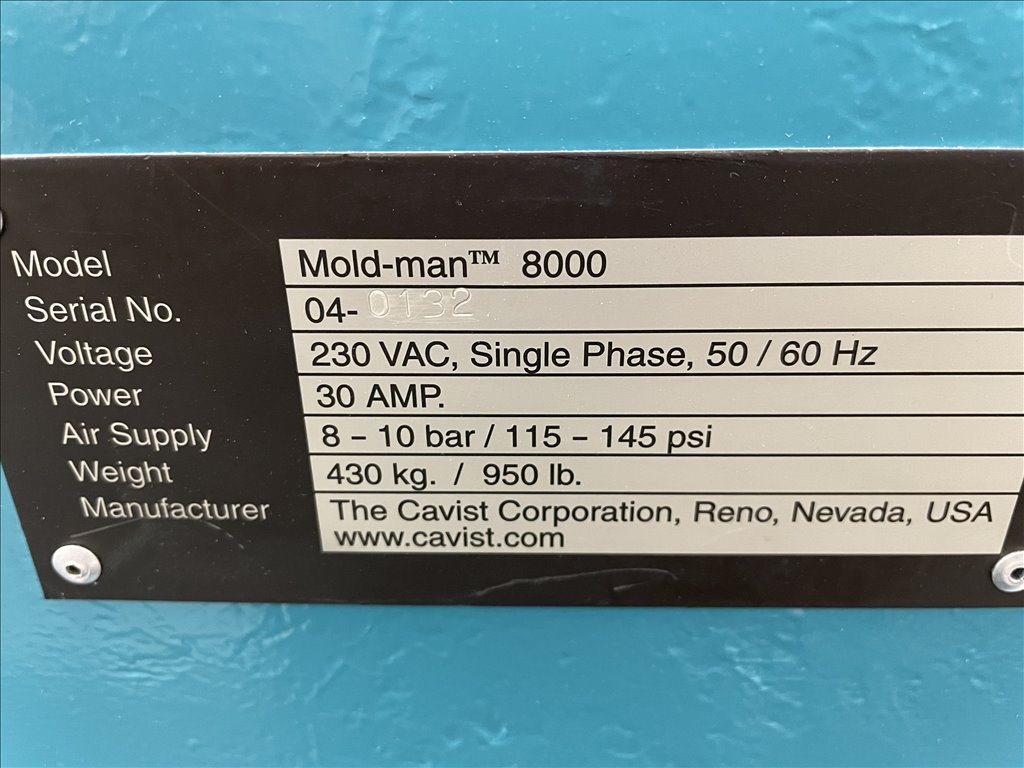 Model Mold-man™ 8000
Serial No. 04-0132
Voltage 230 VAC, Single Phase, 50 / 60 Hz
Power 30 AMP.
Air Supply 8 – 10 bar / 115 – 145 psi
Weight 430 kg. / 950 lb.
Manufacturer The Cavist Corporation, Reno, Nevada, USA
www.cavist.com